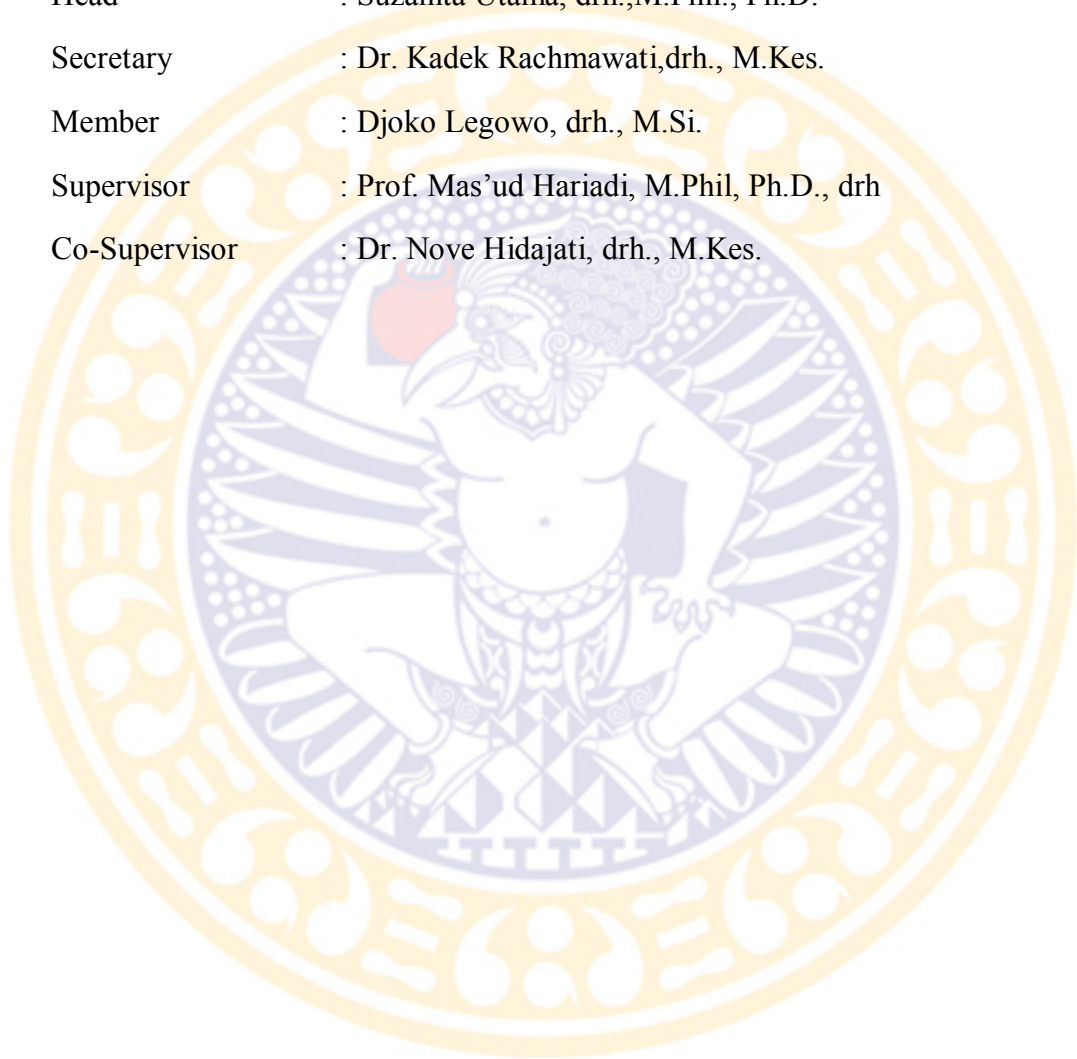 Secretary : Dr. Kadek Rachmawati,drh., M.Kes.
Member : Djoko Legowo, drh., M.Si.
Supervisor : Prof. Mas’ud Hariadi, M.Phil, Ph.D., drh
Co-Supervisor : Dr. Nove Hidajati, drh., M.Kes.